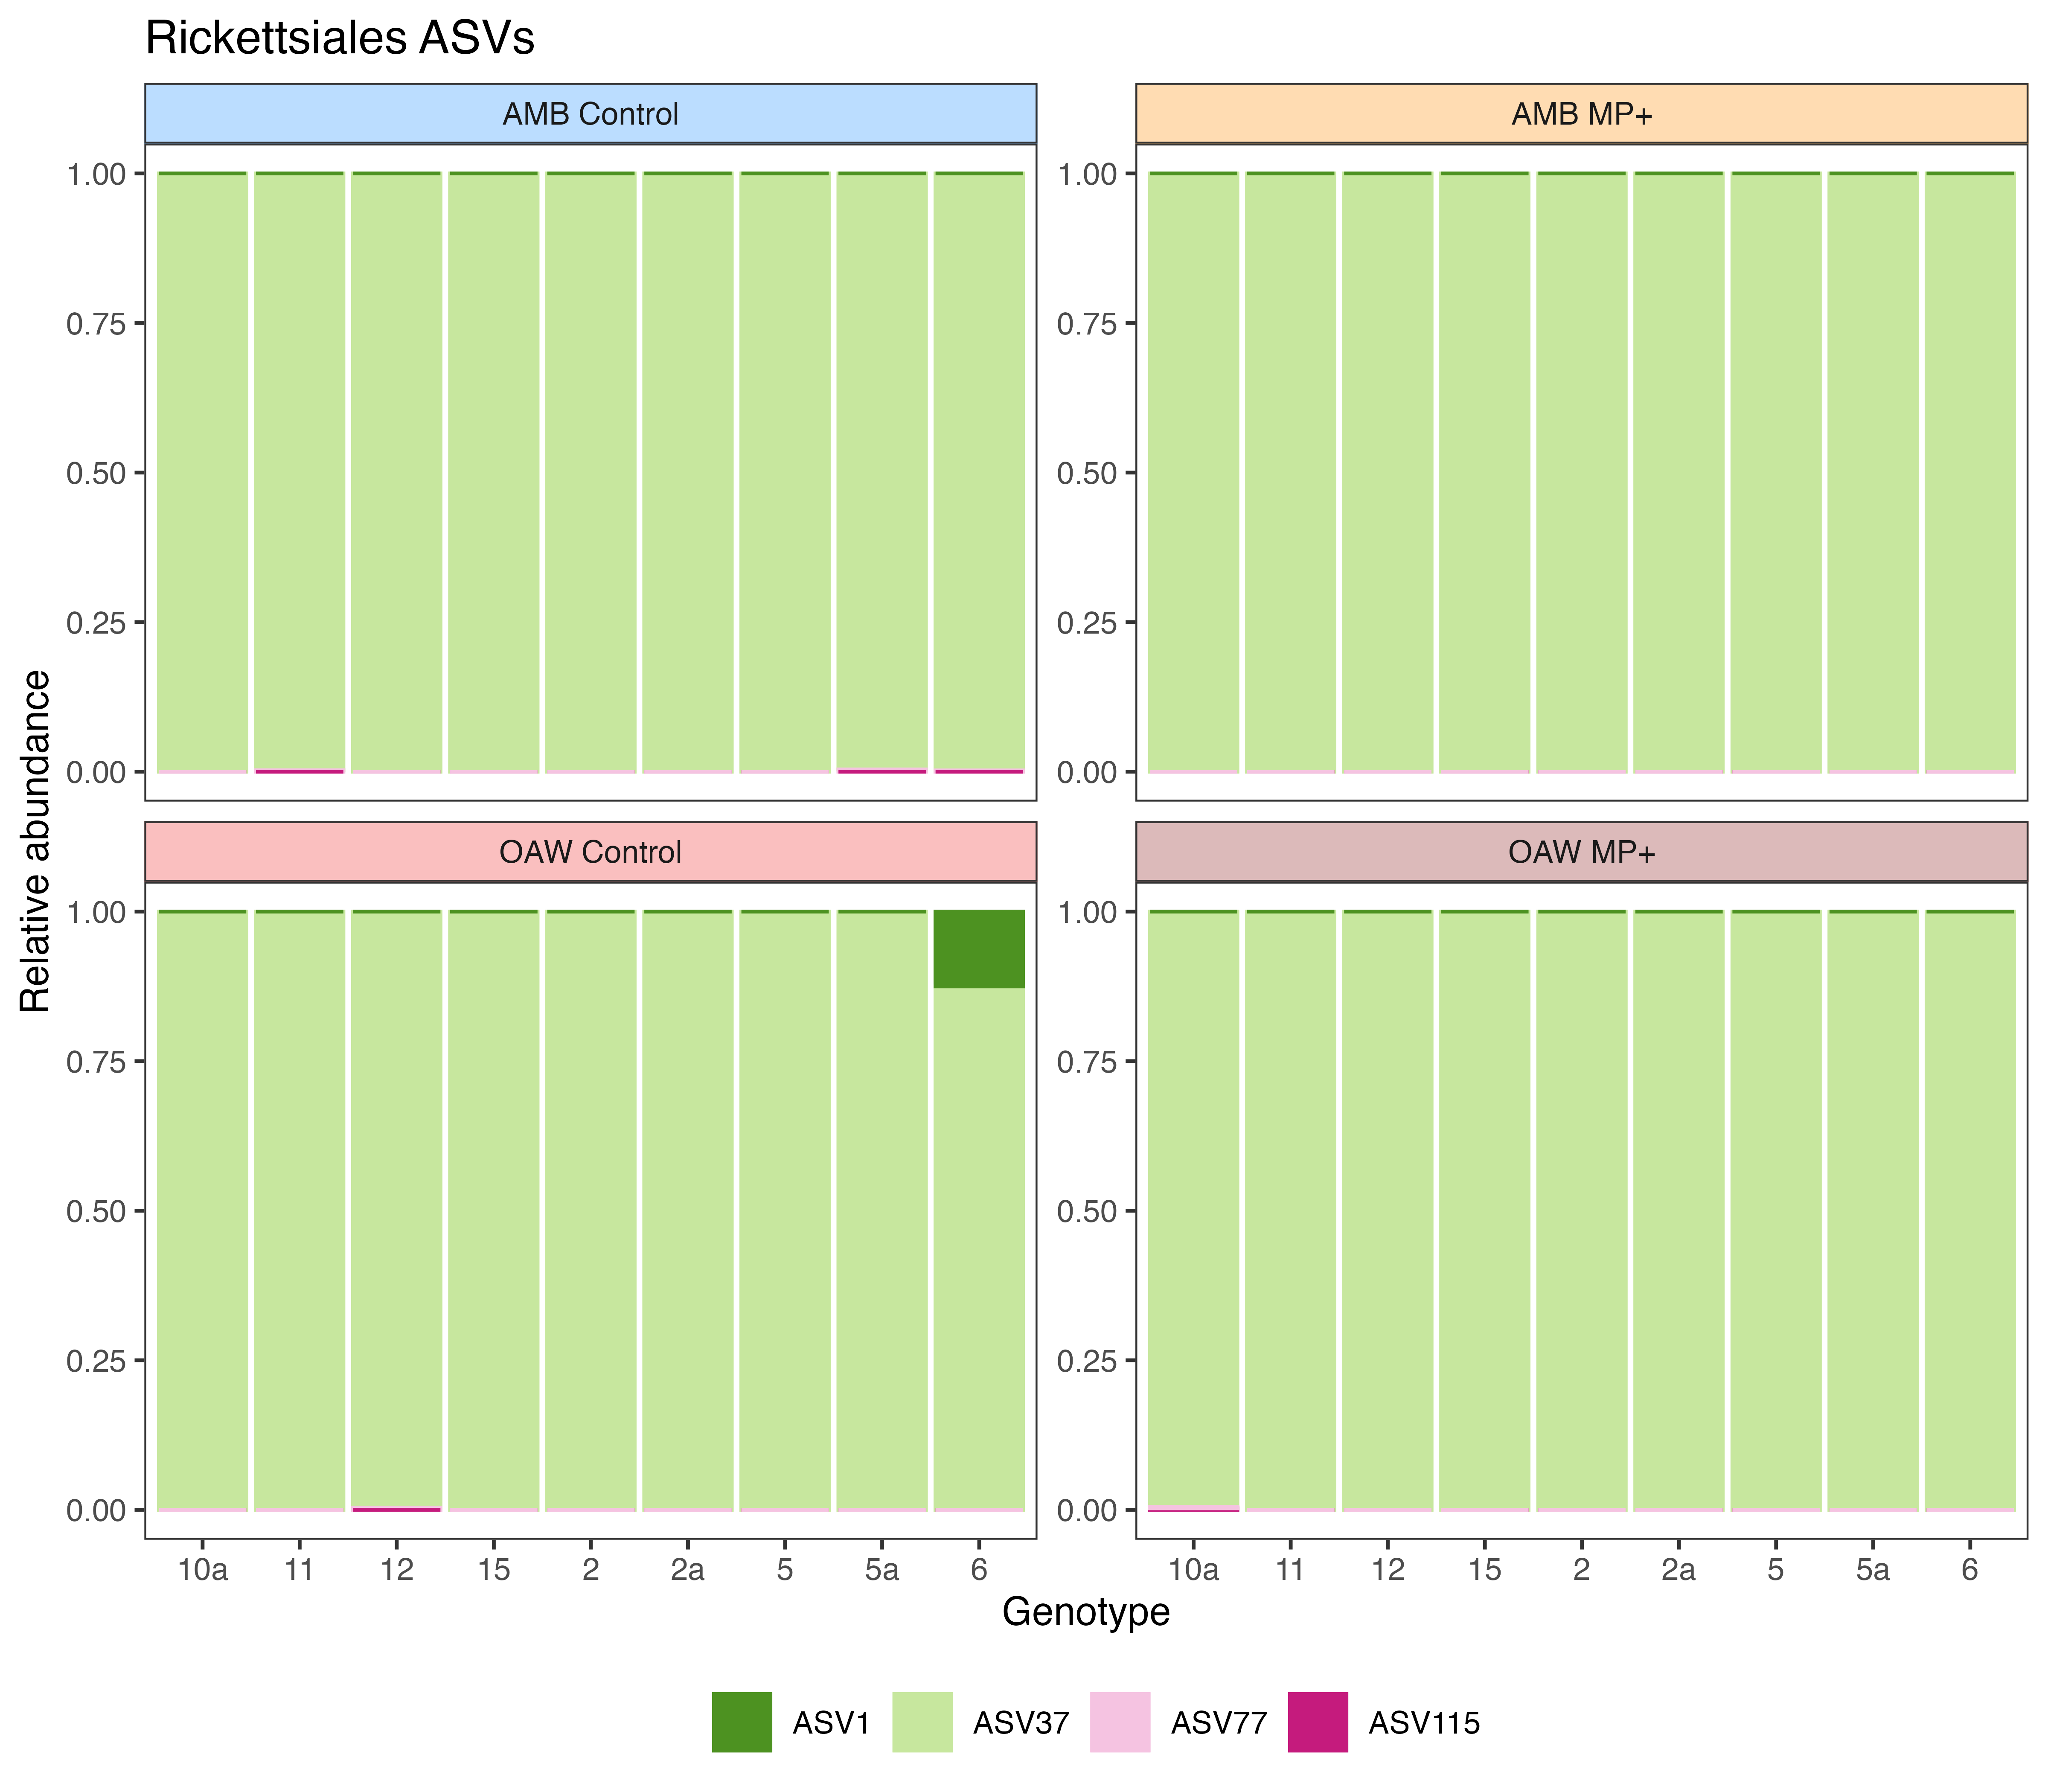 Rickettsiales ASVs
AMB Control
AMB MP+
1.00
0.75
0.50
0.25
0.00
1.00
0.75
0.50
0.25
0.00
Relative abundance
OAW Control
OAW MP+
1.00
0.75
0.50
0.25
0.00
1.00
0.75
0.50
0.25
0.00
10a 11 12 15 2 2a 5 5a 6
10a 11 12 15 2 2a 5 5a 6
Genotype
ASV1 ASV37 ASV77 ASV115